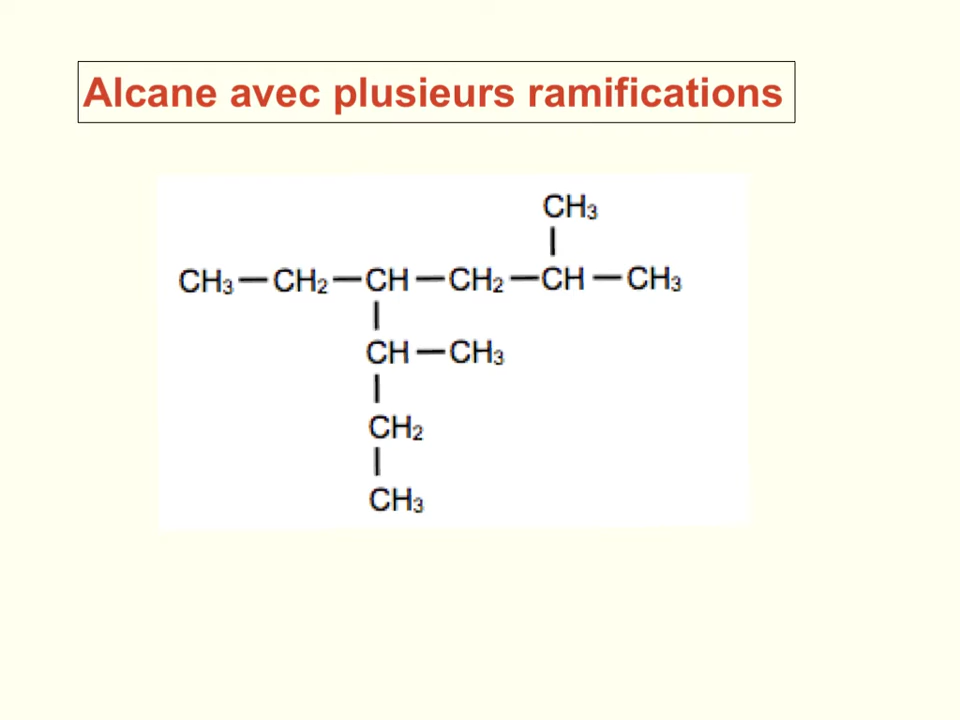 Alcane avec plusieurs ramifications
CH₃
CH₃—CH₂—CH—CH₂—CH—CH₃
CH—CH₃
CH₂
CH₃